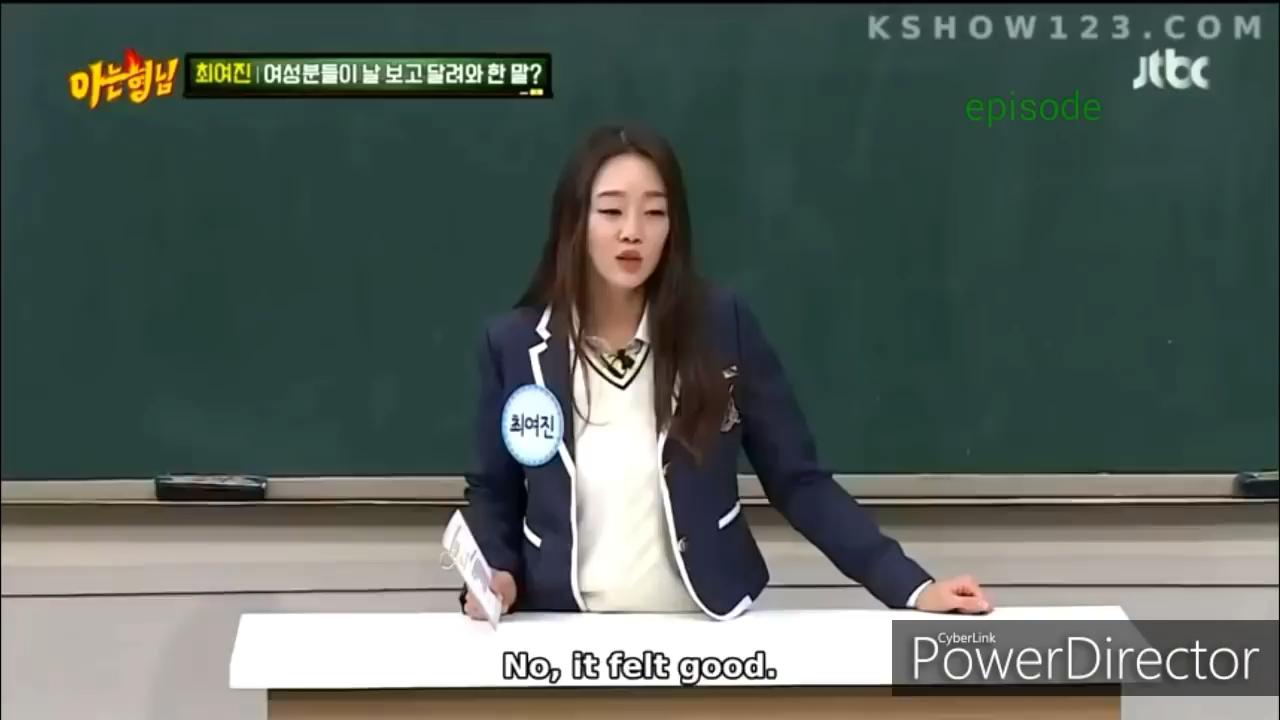 KSHOW123.COM
아는형님
최여진 | 여성분들이 날 보고 달려와 한 말?
jtbc
episode
최여진
No, it felt good.
CyberLink
PowerDirector